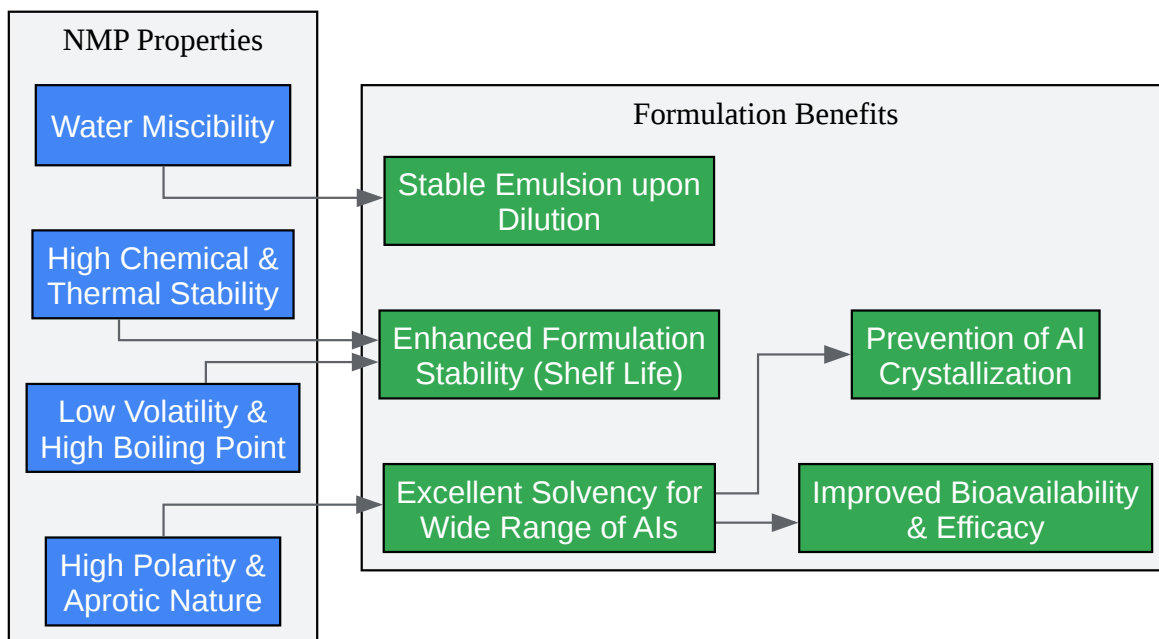 NMP Properties
Water Miscibility
High Chemical &
Thermal Stability
Low Volatility &
High Boiling Point
High Polarity &
Aprotic Nature
Formulation Benefits
Stable Emulsion upon
Dilution
Enhanced Formulation
Stability (Shelf Life)
Prevention of AI
Crystallization
Excellent Solvency for
Wide Range of AIs
Improved Bioavailability
& Efficacy